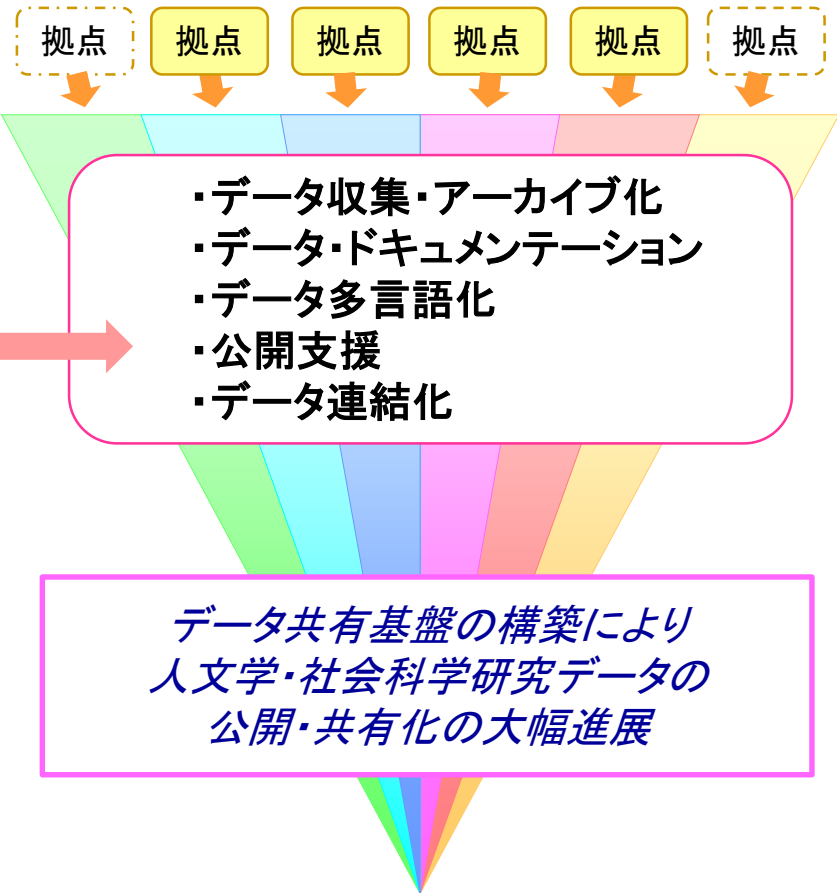 拠点 拠点 拠点 拠点 拠点 拠点
・データ収集・アーカイブ化
・データ・ドキュメンテーション
・データ多言語化
・公開支援
・データ連結化
データ共有基盤の構築により
人文学・社会科学研究データの
公開・共有化の大幅進展